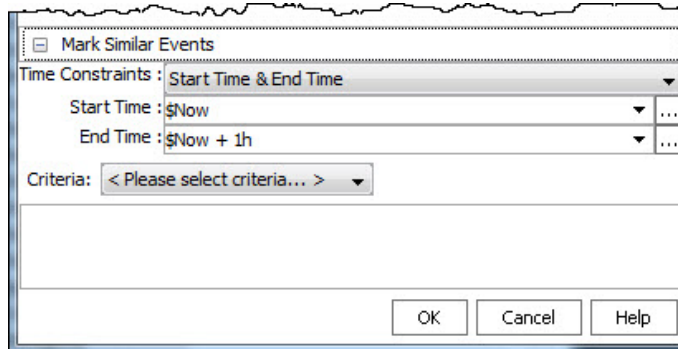 Mark Similar Events
Time Constraints : Start Time & End Time
Start Time : $Now ...
End Time : $Now + 1h ...
Criteria: < Please select criteria... >
OK Cancel Help